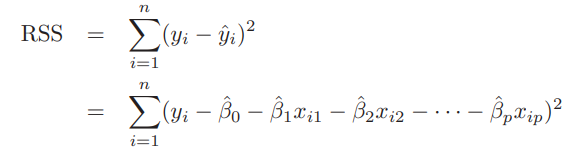 RSS = \sum_{i=1}^{n} (y_i - \hat{y}_i)^2
= \sum_{i=1}^{n} (y_i - \hat{\beta}_0 - \hat{\beta}_1 x_{i1} - \hat{\beta}_2 x_{i2} - \cdots - \hat{\beta}_p x_{ip})^2